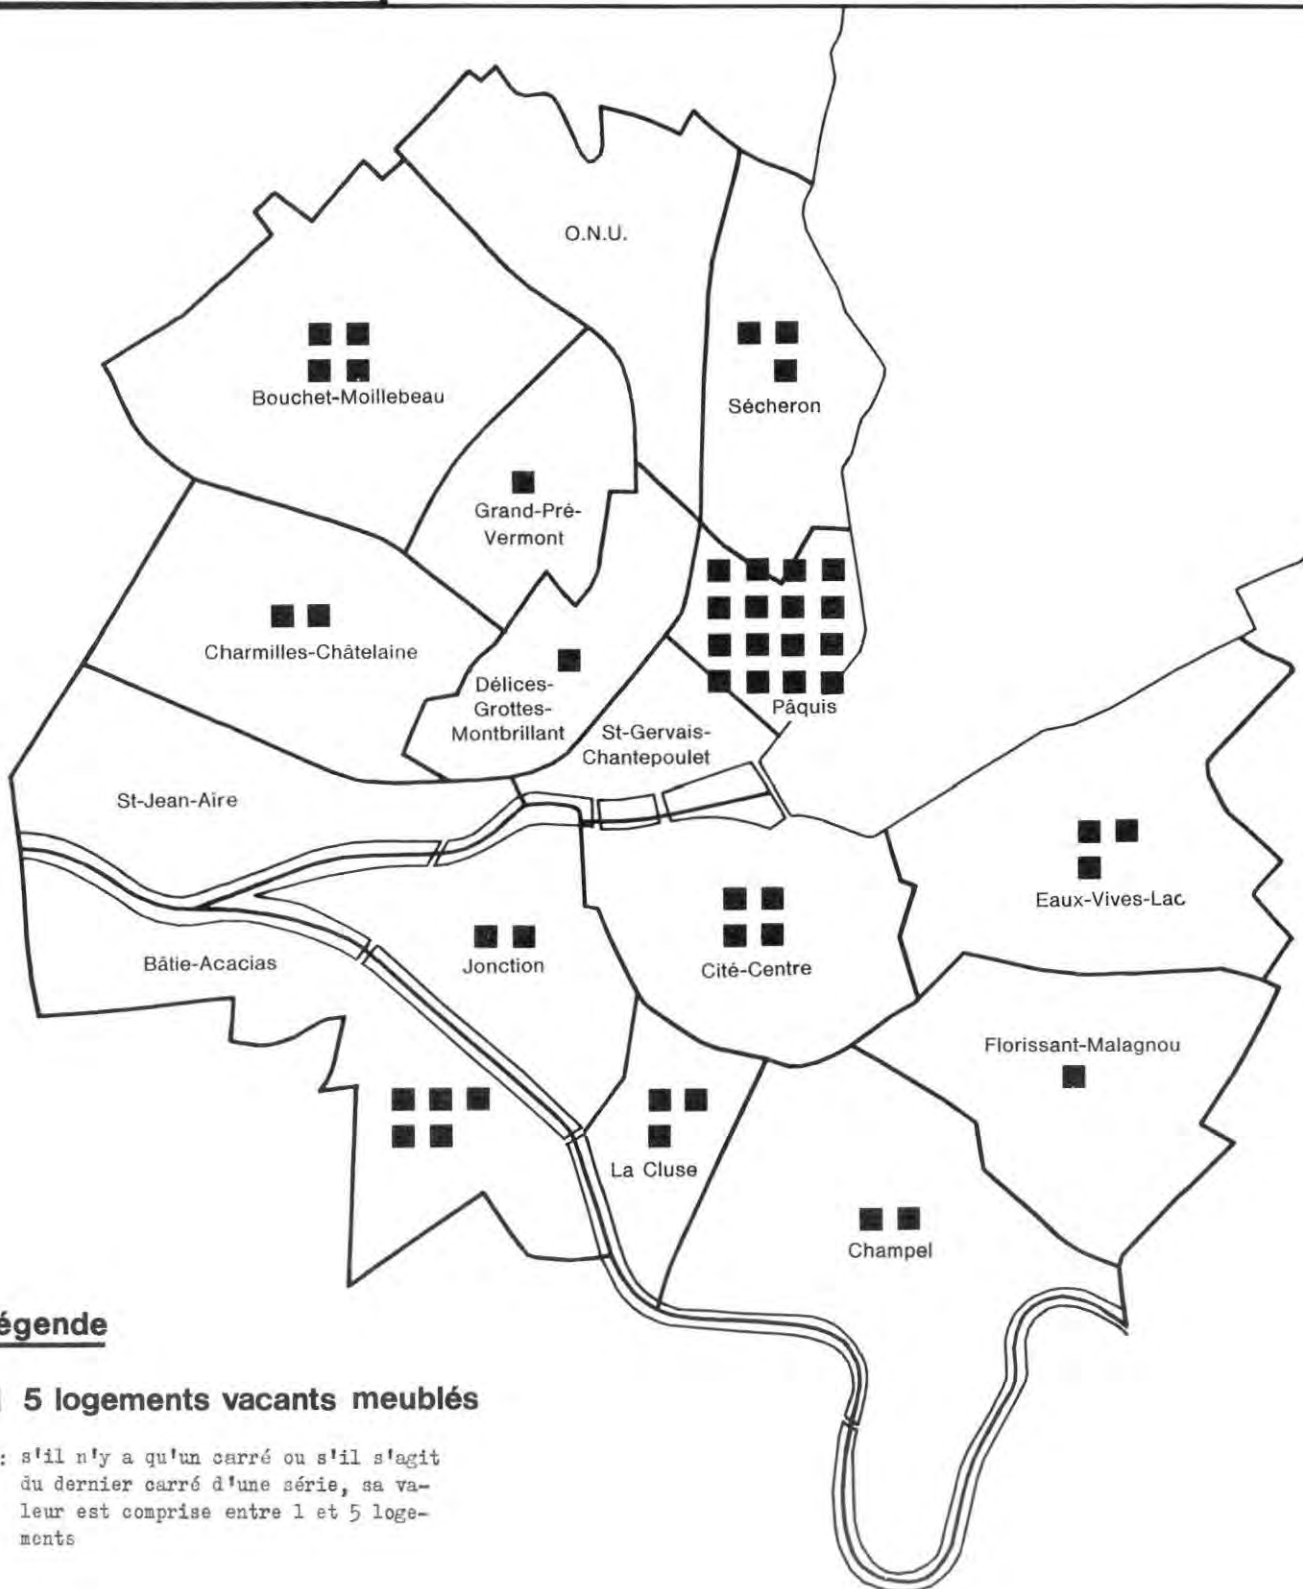 O.N.U.
Bouchet-Moillebeau
Sécheron
Grand-Pré-
Vermont
Charmilles-Châtelaine
Délices-
Grottes-
Montbrillant
Pâquis
St-Gervais-
Chantepoulet
St-Jean-Aïre
Eaux-Vives-Lac
Bâtie-Acacias
Jonction
Cité-Centre
Florissant-Malagnou
La Cluse
Champel
égende
5 logements vacants meublés
: s'il n'y a qu'un carré ou s'il s'agit
du dernier carré d'une série, sa va-
leur est comprise entre 1 et 5 loge-
ments